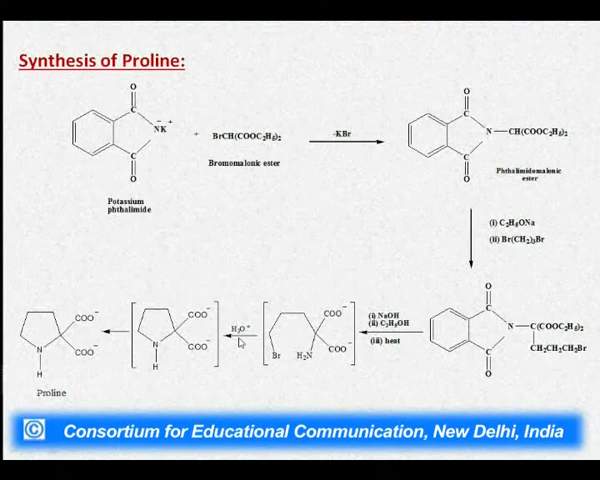 Synthesis of Proline:
O
C
NK
- +
C
O
+
BrCH(COOC₂H₅)₂
Bromomalonic ester
-KBr
O
C
N
CH(COOC₂H₅)₂
C
O
Potassium
phthalimide
Phthalimidomalonic
ester
(i) C₂H₅ONa
(ii) Br(CH₂)₃Br
COO⁻
COO⁻
N
H
Proline
COO⁻
COO⁻
N
H
H₃O⁺
COO⁻
COO⁻
Br
H₂N
(i) NaOH
(ii) C₂H₅OH
(iii) heat
O
C
N
C(COOC₂H₅)₂
CH₂CH₂CH₂Br
C
O
© Consortium for Educational Communication, New Delhi, India